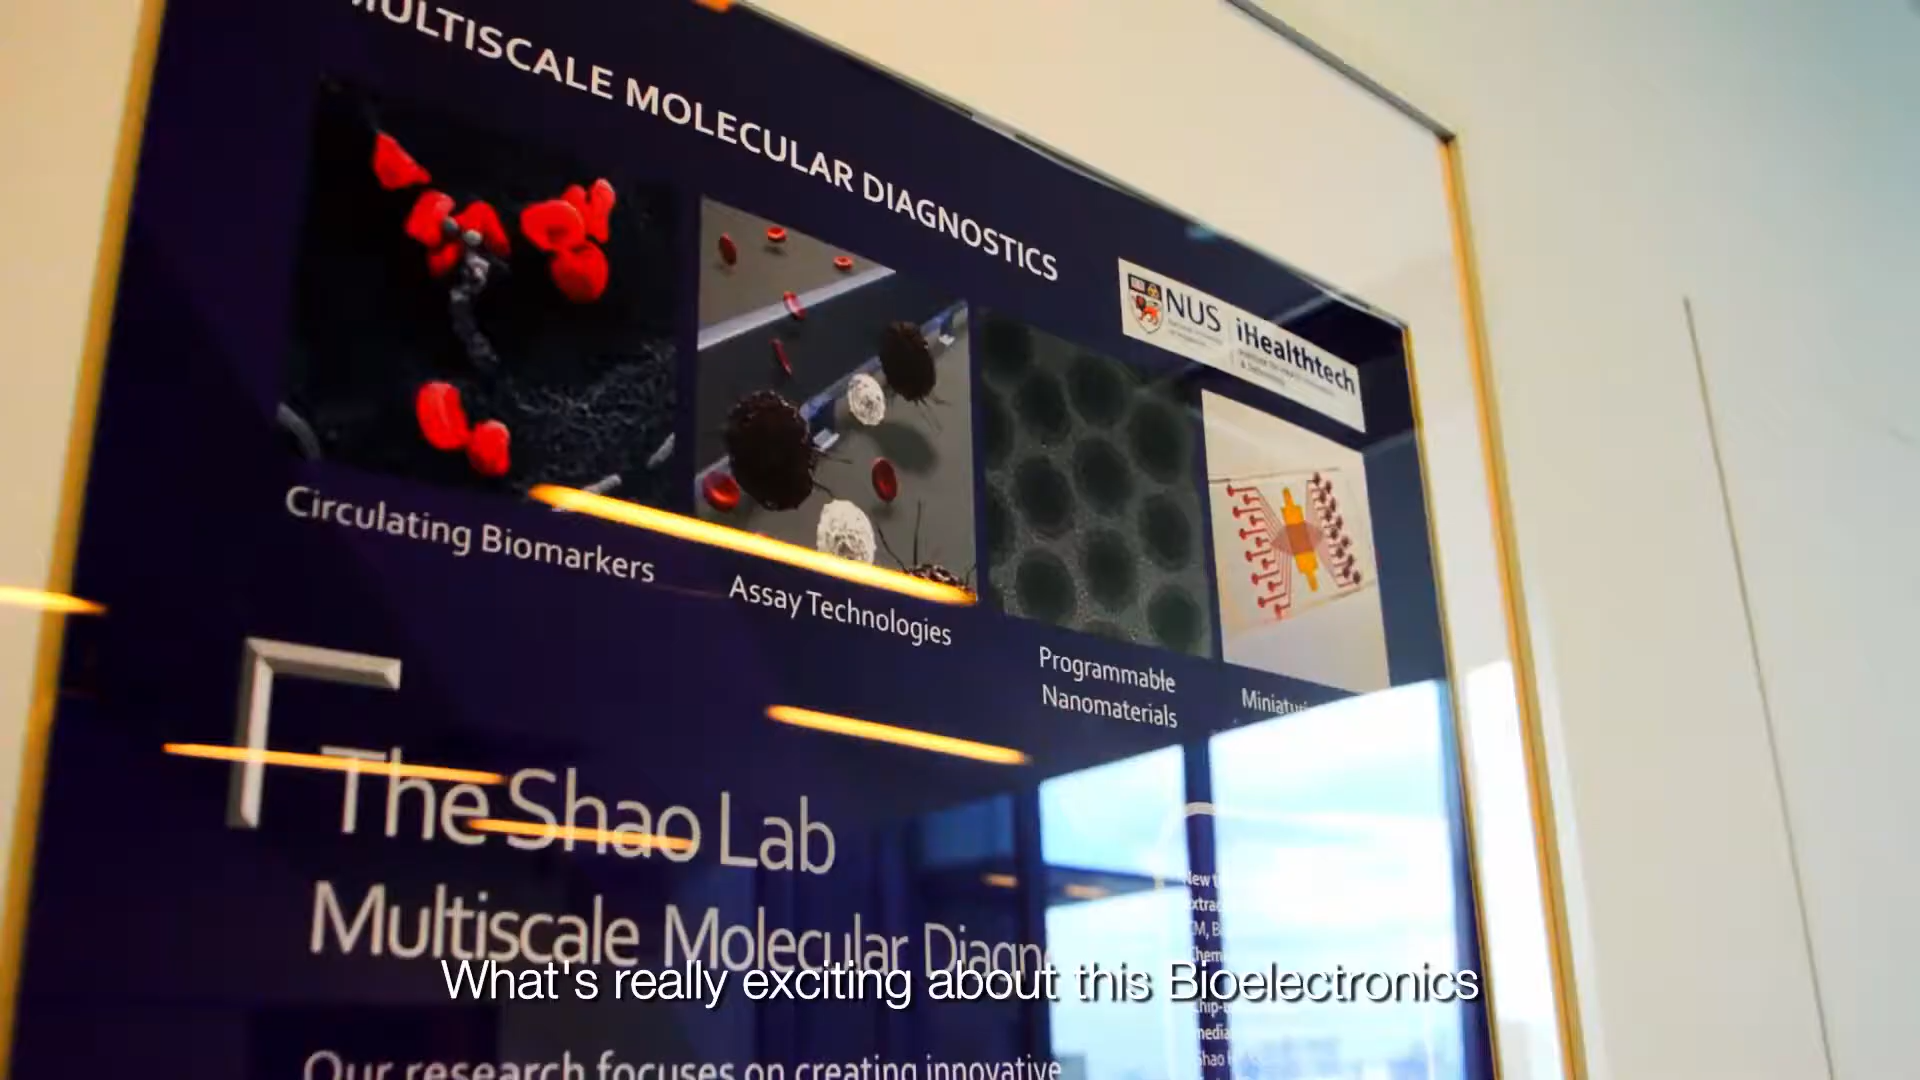 MULTISCALE MOLECULAR DIAGNOSTICS
NUS
iHealthtech
Circulating Biomarkers
Assay Technologies
Programmable
Nanomaterials
The Shao Lab
Multiscale Molecular
What's really exciting about this Bioelectronics
Our research focuses on creating innovative